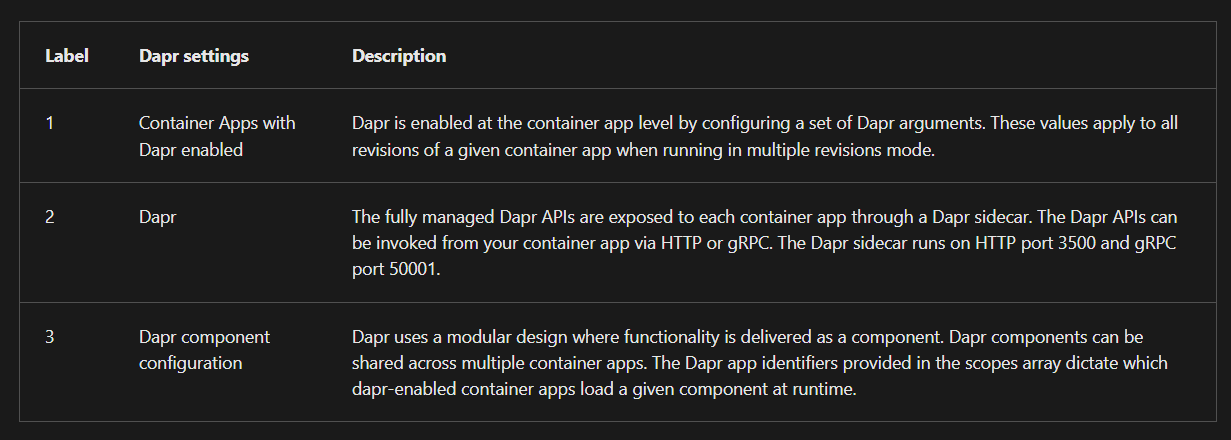 Label Dapr settings Description
1 Container Apps with Dapr enabled Dapr is enabled at the container app level by configuring a set of Dapr arguments. These values apply to all
revisions of a given container app when running in multiple revisions mode.
2 Dapr The fully managed Dapr APIs are exposed to each container app through a Dapr sidecar. The Dapr APIs can
be invoked from your container app via HTTP or gRPC. The Dapr sidecar runs on HTTP port 3500 and gRPC
port 50001.
3 Dapr component configuration Dapr uses a modular design where functionality is delivered as a component. Dapr components can be
shared across multiple container apps. The Dapr app identifiers provided in the scopes array dictate which
dapr-enabled container apps load a given component at runtime.